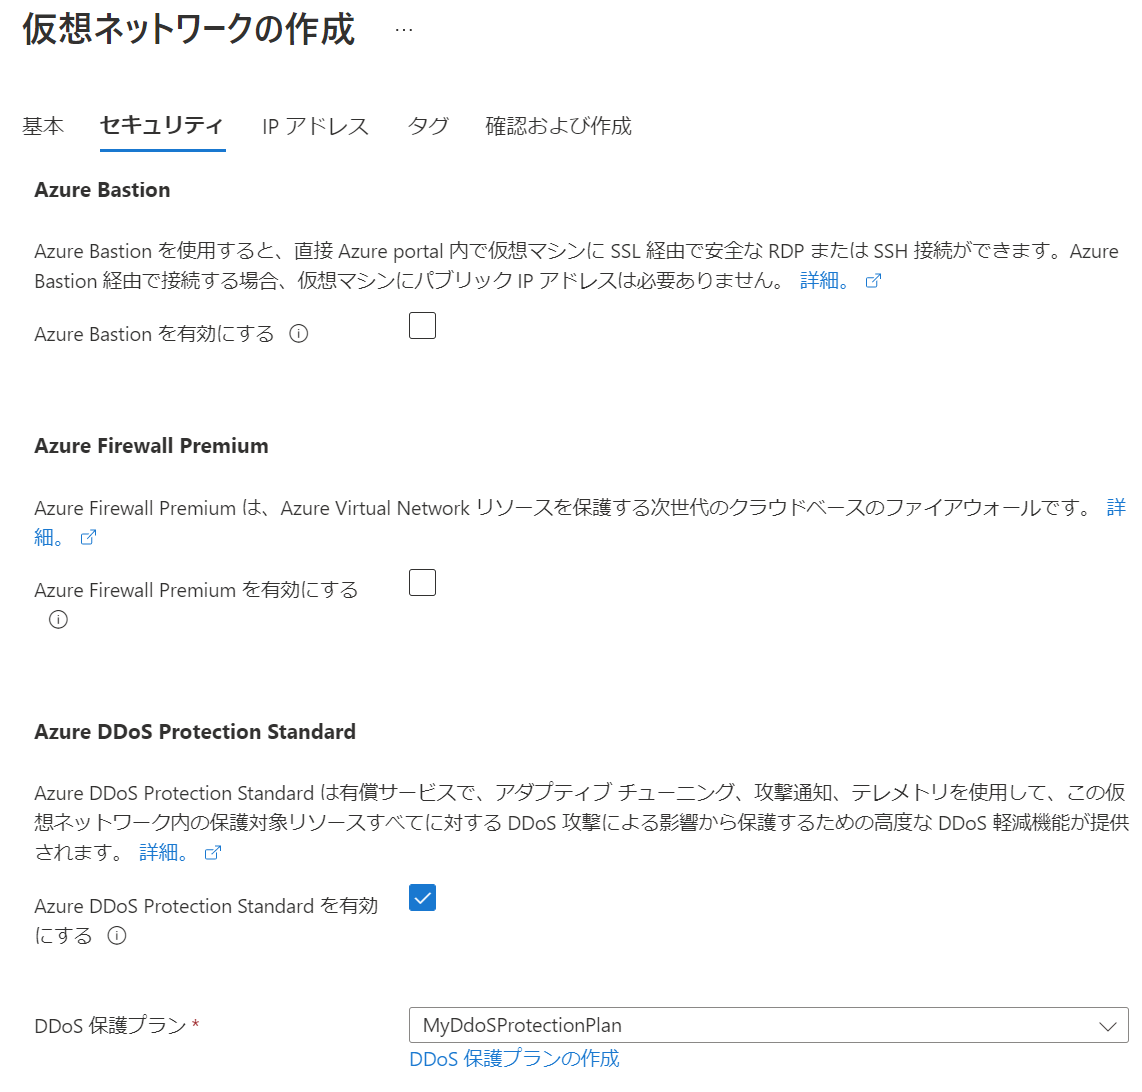 仮想ネットワークの作成 …
基本 セキュリティ IP アドレス タグ 確認および作成
Azure Bastion
Azure Bastion を使用すると、直接 Azure portal 内で仮想マシンに SSL 経由で安全な RDP または SSH 接続ができます。Azure
Bastion 経由で接続する場合、仮想マシンにパブリック IP アドレスは必要ありません。 詳細。
Azure Bastion を有効にする
Azure Firewall Premium
Azure Firewall Premium は、Azure Virtual Network リソースを保護する次世代のクラウドベースのファイアウォールです。 詳
細。
Azure Firewall Premium を有効にする
Azure DDoS Protection Standard
Azure DDoS Protection Standard は有償サービスで、アダプティブ チューニング、攻撃通知、テレメトリを使用して、この仮
想ネットワーク内の保護対象リソースすべてに対する DDoS 攻撃による影響から保護するための高度な DDoS 軽減機能が提供
されます。 詳細。
Azure DDoS Protection Standard を有効
にする
DDoS 保護プラン * MyDdoSProtectionPlan
DDoS 保護プランの作成